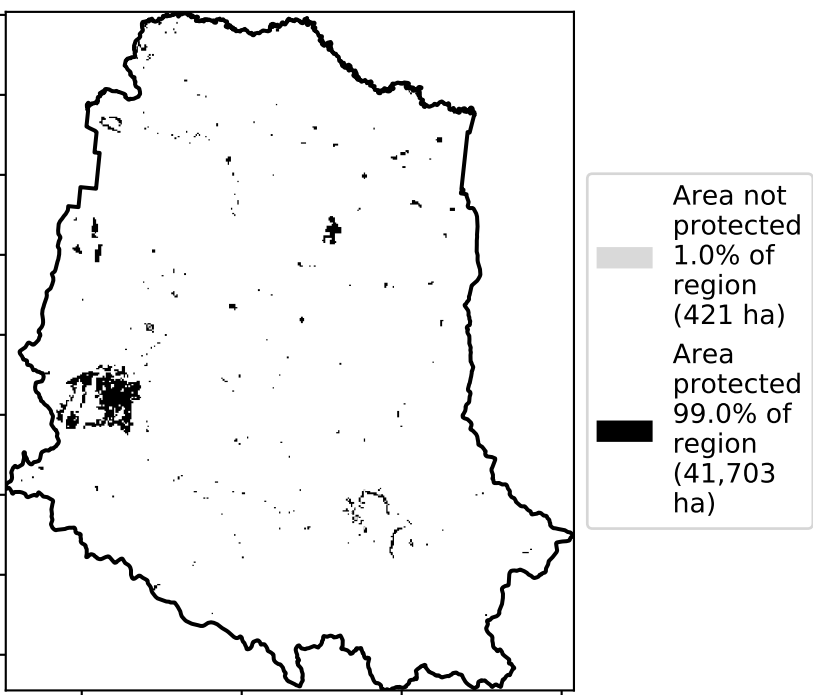 Area not
protected
1.0% of
region
(421 ha)
Area
protected
99.0% of
region
(41,703
ha)